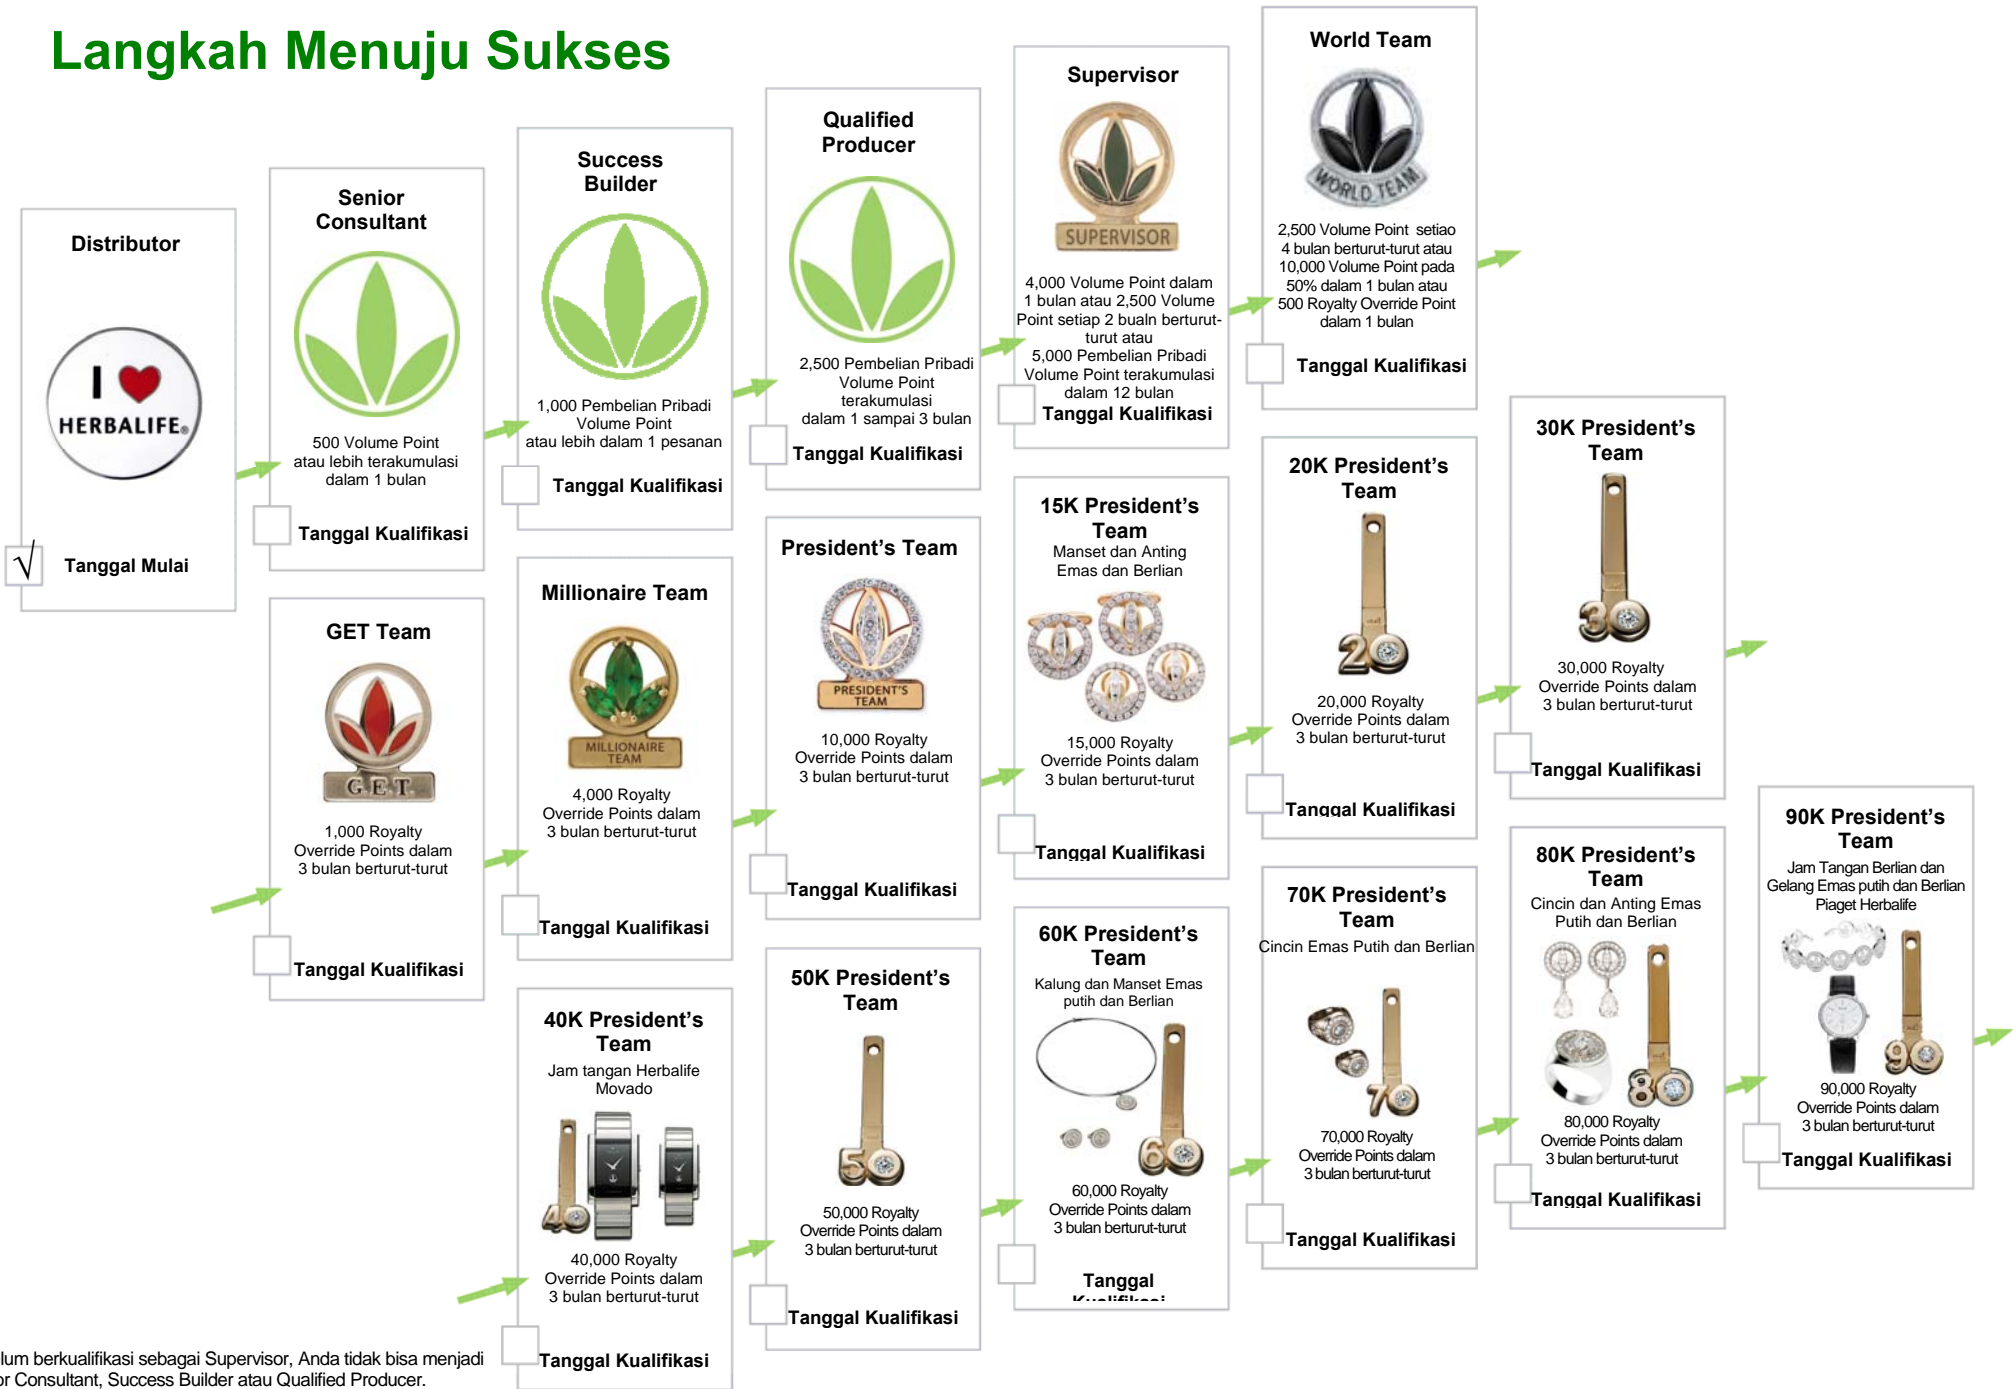 Langkah Menuju Sukses
Distributor
I
HERBALIFE®
√
Tanggal Mulai
Senior
Consultant
500 Volume Point
atau lebih terakumulasi
dalam 1 bulan
Tanggal Kualifikasi
Success
Builder
1,000 Pembelian Pribadi
Volume Point
atau lebih dalam 1 pesanan
Tanggal Kualifikasi
Qualified
Producer
2,500 Pembelian Pribadi
Volume Point
terakumulasi
dalam 1 sampai 3 bulan
Tanggal Kualifikasi
Supervisor
SUPERVISOR
4,000 Volume Point dalam
1 bulan atau 2,500 Volume
Point setiap 2 bualn berturut-
turut atau
5,000 Pembelian Pribadi
Volume Point terakumulasi
dalam 12 bulan
Tanggal Kualifikasi
World Team
WORLD TEAM
2,500 Volume Point setiao
4 bulan berturut-turut atau
10,000 Volume Point pada
50% dalam 1 bulan atau
500 Royalty Override Point
dalam 1 bulan
Tanggal Kualifikasi
GET Team
G.E.T.
1,000 Royalty
Override Points dalam
3 bulan berturut-turut
Tanggal Kualifikasi
Millionaire Team
MILLIONAIRE
TEAM
4,000 Royalty
Override Points dalam
3 bulan berturut-turut
Tanggal Kualifikasi
President's Team
PRESIDENT'S
TEAM
10,000 Royalty
Override Points dalam
3 bulan berturut-turut
Tanggal Kualifikasi
15K President's
Team
Manset dan Anting
Emas dan Berlian
15,000 Royalty
Override Points dalam
3 bulan berturut-turut
Tanggal Kualifikasi
20K President's
Team
20
20,000 Royalty
Override Points dalam
3 bulan berturut-turut
Tanggal Kualifikasi
30K President's
Team
30
30,000 Royalty
Override Points dalam
3 bulan berturut-turut
Tanggal Kualifikasi
40K President's
Team
Jam tangan Herbalife
Movado
40
40,000 Royalty
Override Points dalam
3 bulan berturut-turut
Tanggal Kualifikasi
50K President's
Team
50
50,000 Royalty
Override Points dalam
3 bulan berturut-turut
Tanggal Kualifikasi
60K President's
Team
Kalung dan Manset Emas
putih dan Berlian
60
60,000 Royalty
Override Points dalam
3 bulan berturut-turut
Tanggal
Kualifikasi
70K President's
Team
Cincin Emas Putih dan Berlian
70
70,000 Royalty
Override Points dalam
3 bulan berturut-turut
Tanggal Kualifikasi
80K President's
Team
Cincin dan Anting Emas
Putih dan Berlian
80
80,000 Royalty
Override Points dalam
3 bulan berturut-turut
Tanggal Kualifikasi
90K President's
Team
Jam Tangan Berlian dan
Gelang Emas putih dan Berlian
Piaget Herbalife
90
90,000 Royalty
Override Points dalam
3 bulan berturut-turut
Tanggal Kualifikasi
lum berkualifikasi sebagai Supervisor, Anda tidak bisa menjadi
or Consultant, Success Builder atau Qualified Producer.